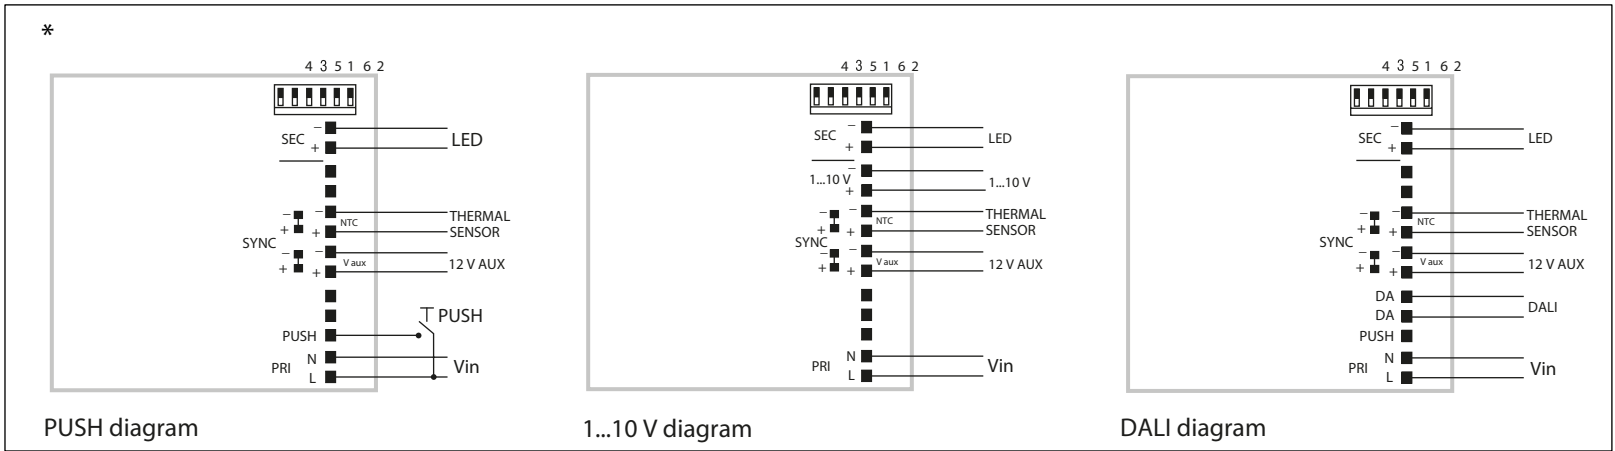 *
4 3 5 1 6 2
SEC − LED
+
− THERMAL
NTC
+ SENSOR
− +
SYNC
− 12 V AUX
V aux
− +
+
PUSH PUSH
N
PRI Vin
L
PUSH diagram
4 3 5 1 6 2
SEC − LED
+
−
1...10 V 1...10 V
+
− THERMAL
NTC
+ SENSOR
− +
SYNC
− 12 V AUX
V aux
− +
+
N
PRI Vin
L
1...10 V diagram
4 3 5 1 6 2
SEC − LED
+
− THERMAL
NTC
+ SENSOR
− +
SYNC
− 12 V AUX
V aux
− +
+
DA
DALI
DA
PUSH
N
PRI Vin
L
DALI diagram